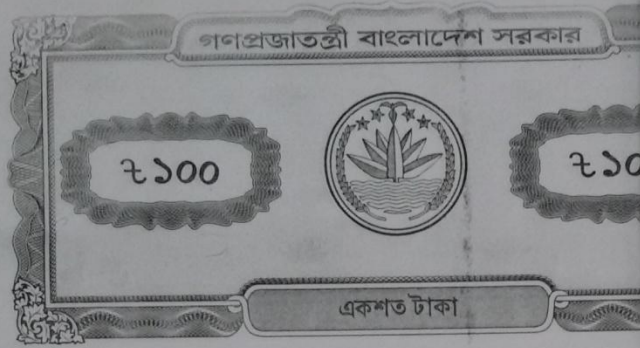 গণপ্রজাতন্ত্রী বাংলাদেশ সরকার
৳ ১০০
৳ ১০
একশত টাকা